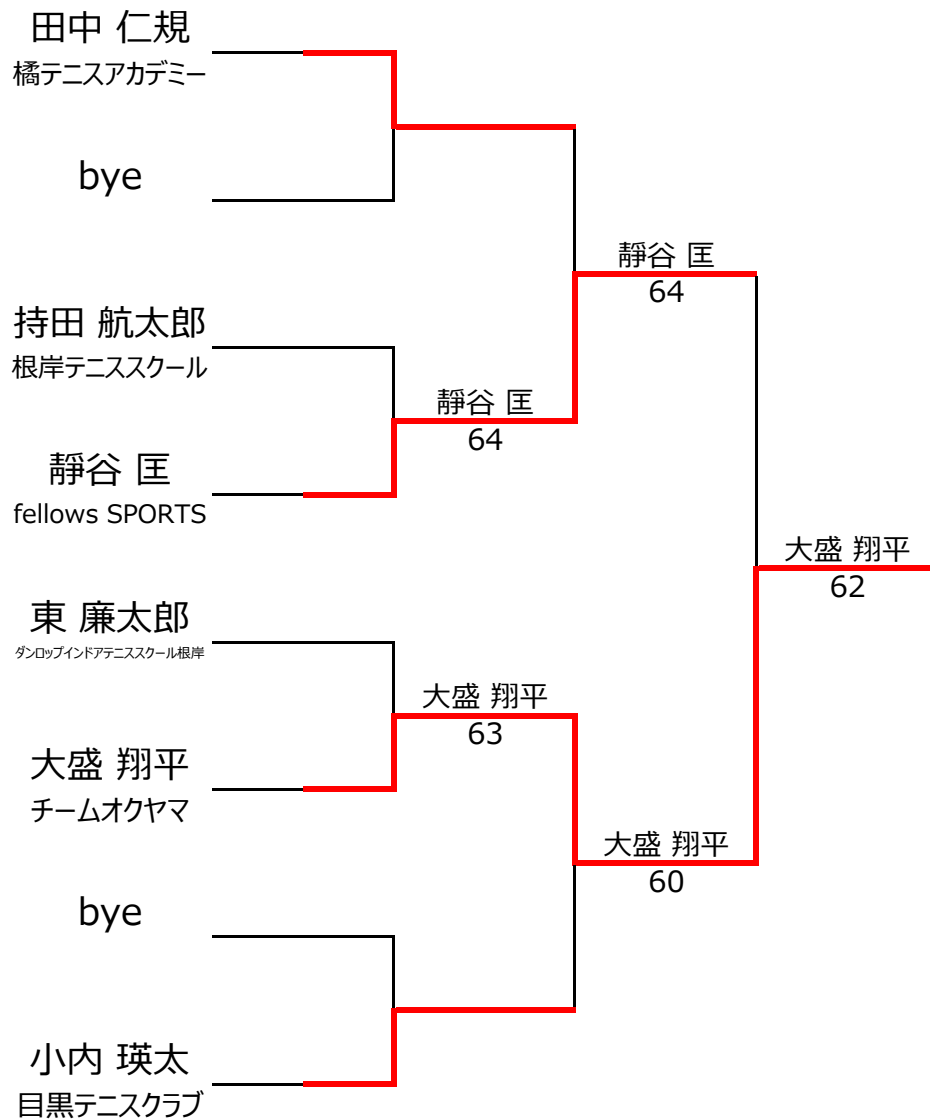 田中 仁規
橘テニスアカデミー
bye
持田 航太郎
根岸テニススクール
靜谷 匡
fellows SPORTS
東 廉太郎
ダンロップインドアテニススクール根岸
大盛 翔平
チームオクヤマ
bye
小内 瑛太
目黒テニスクラブ
靜谷 匡
64
大盛 翔平
63
靜谷 匡
64
大盛 翔平
60
大盛 翔平
62